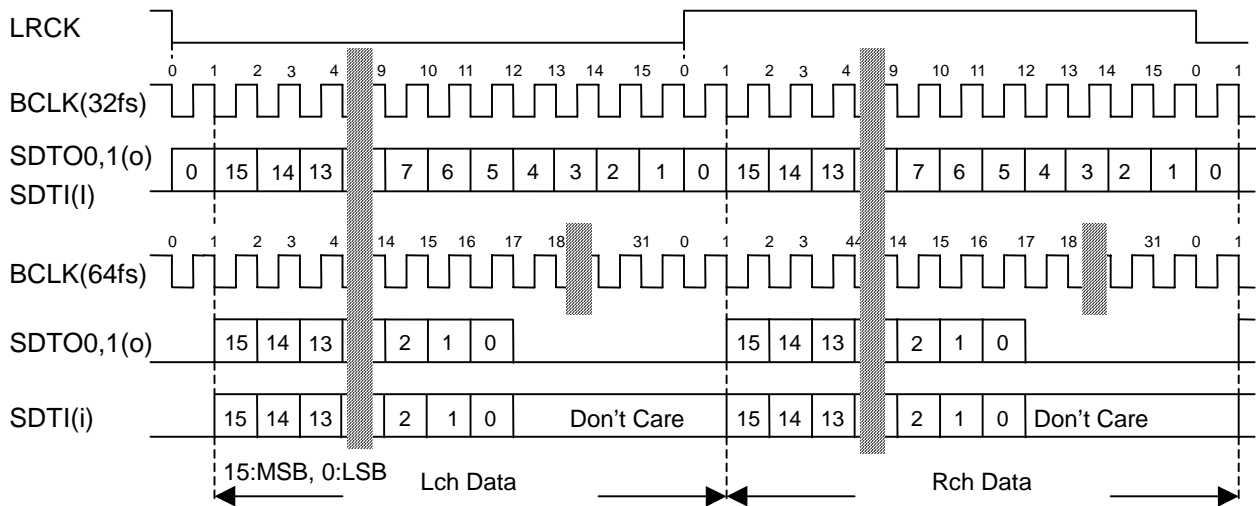 LRCK
0 1 2 3 4 9 10 11 12 13 14 15 0 1 2 3 4 9 10 11 12 13 14 15 0 1
BCLK(32fs)
SDTO0,1(o) 0 15 14 13 7 6 5 4 3 2 1 0 15 14 13 7 6 5 4 3 2 1 0
SDTI(I)
0 1 2 3 4 14 15 16 17 18 31 0 1 2 3 44 14 15 16 17 18 31 0 1
BCLK(64fs)
SDTO0,1(o) 15 14 13 2 1 0 15 14 13 2 1 0
SDTI(i) 15 14 13 2 1 0 Don't Care 15 14 13 2 1 0 Don't Care
15:MSB, 0:LSB
Lch Data Rch Data